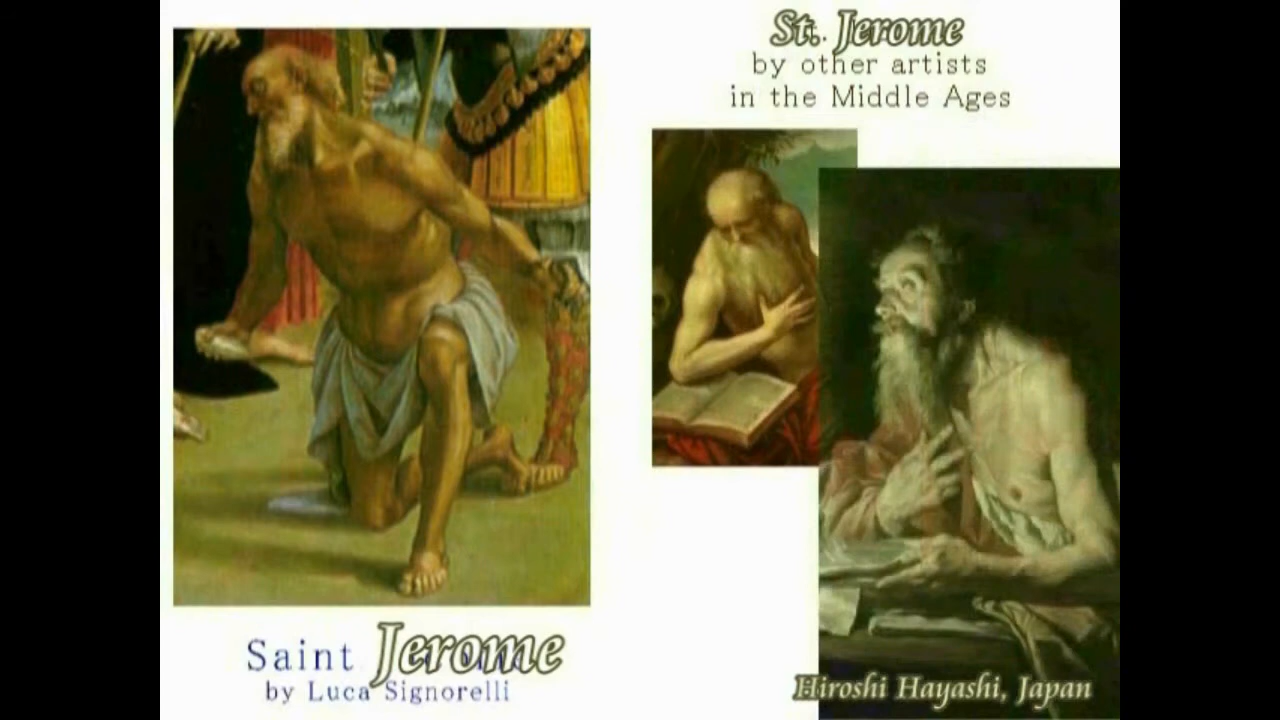 St. Jerome
by other artists
in the Middle Ages
Saint Jerome
by Luca Signorelli
Hiroshi Hayashi, Japan